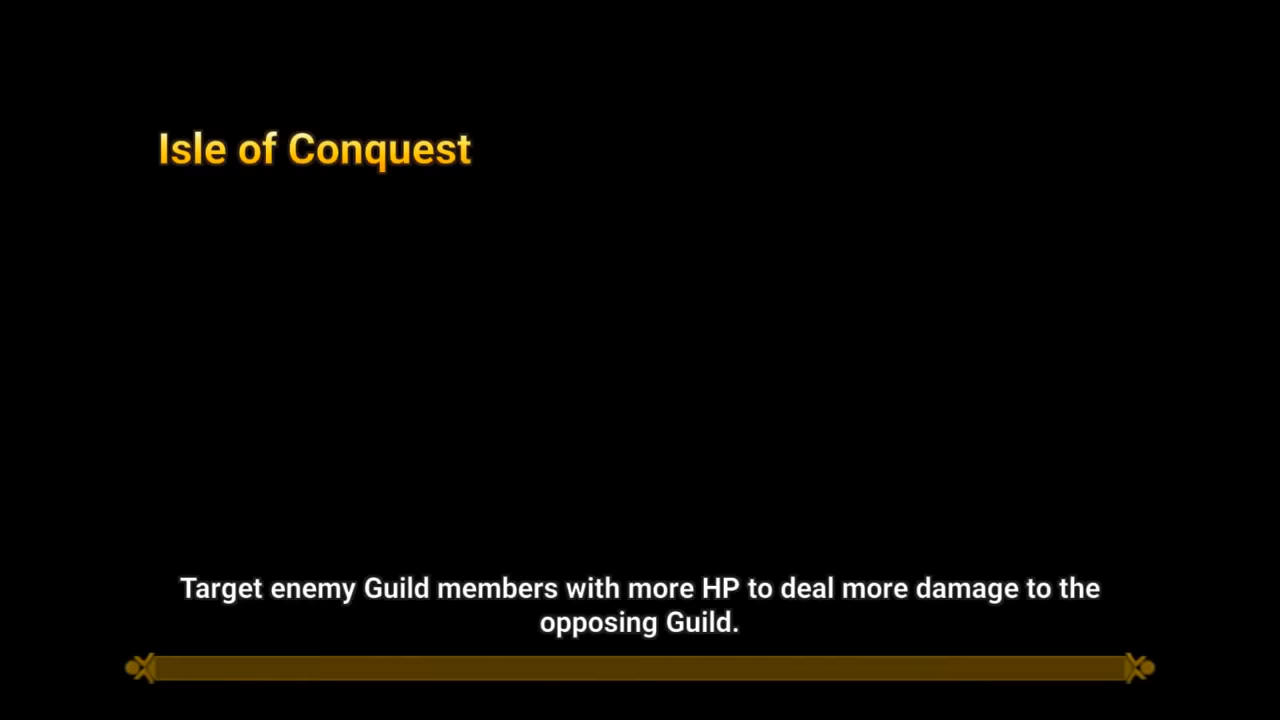 Isle of Conquest
Target enemy Guild members with more HP to deal more damage to the
opposing Guild.